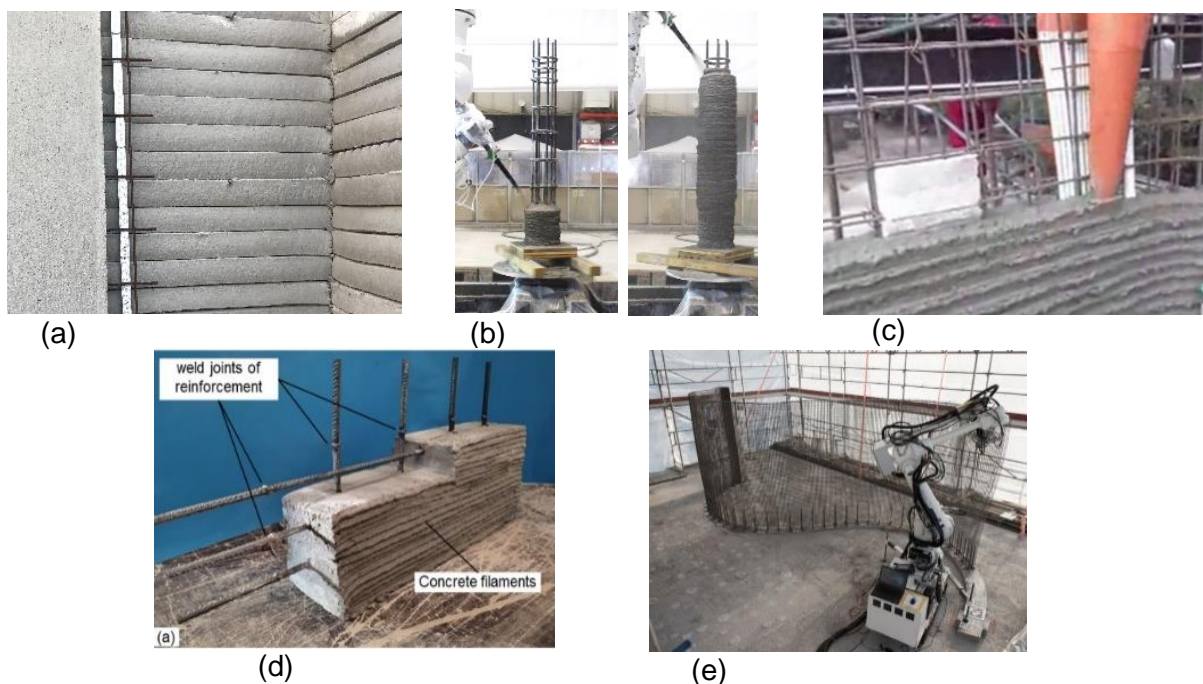 (a)
(b)
(c)
weld joints of
reinforcement
Concrete filaments
(a)
(d)
(e)